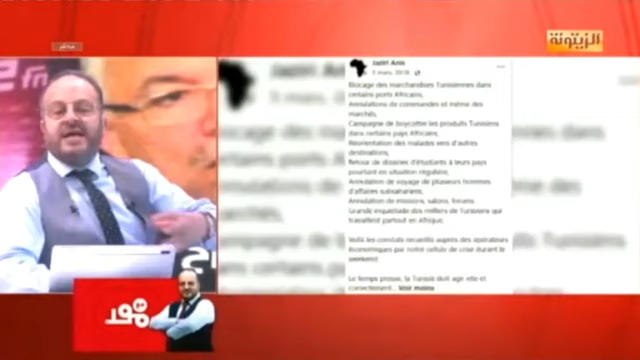 مباشر
الزيتونة
Jaziri Anis
Blocage des marchandises Tunisiennes dans
certains ports Africains,
Annulations de commandes et même des
marchés,
Campagne de boycotter les produits Tunisiens
dans certains pays Africains,
Réorientation des malades vers d'autres
destinations,
Retour de dizaines d'étudiants à leurs pays
pourtant en situation régulière,
Annulation de voyage de plusieurs hommes
d'affaires subsahariens,
Annulation de missions, salons, forums
Grande inquiétude des milliers de Tunisiens qui
travaillent partout en Afrique,
Voilà les constats recueillis auprès des opérateurs
économiques par notre cellule de crise durant le
weekend.
Le temps presse, la Tunisie doit agir vite et
correctement... Voir moins
fm